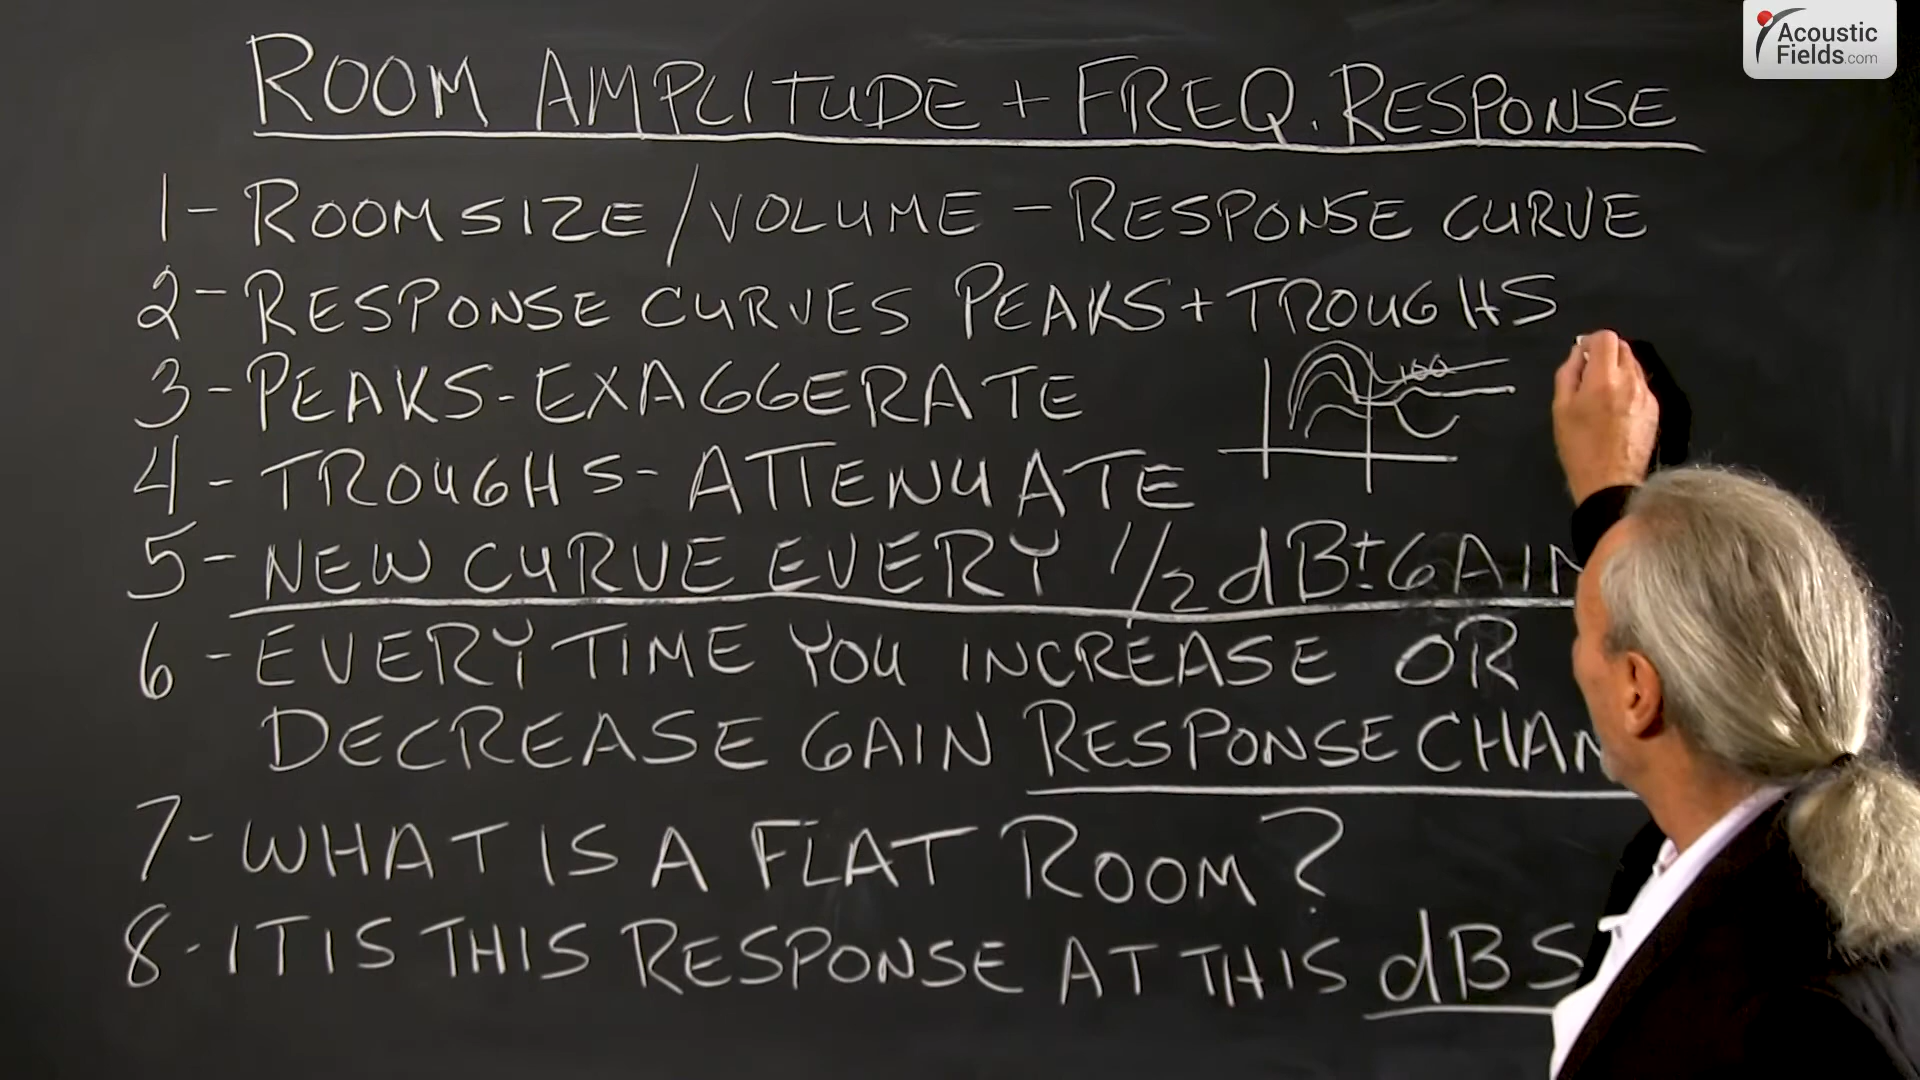 Acoustic
Fields.com
ROOM AMPLITUDE + FREQ. RESPONSE
1- ROOM SIZE/VOLUME - RESPONSE CURVE
2- RESPONSE CURVES PEAKS + TROUGHS
3- PEAKS - EXAGGERATE
100
4- TROUGHS - ATTENUATE
5- NEW CURVE EVERY 1/2 dB ± GAIN
6- EVERY TIME YOU INCREASE OR
DECREASE GAIN RESPONSE CHAN
7- WHAT IS A FLAT ROOM?
8- IT IS THIS RESPONSE AT THIS dB S